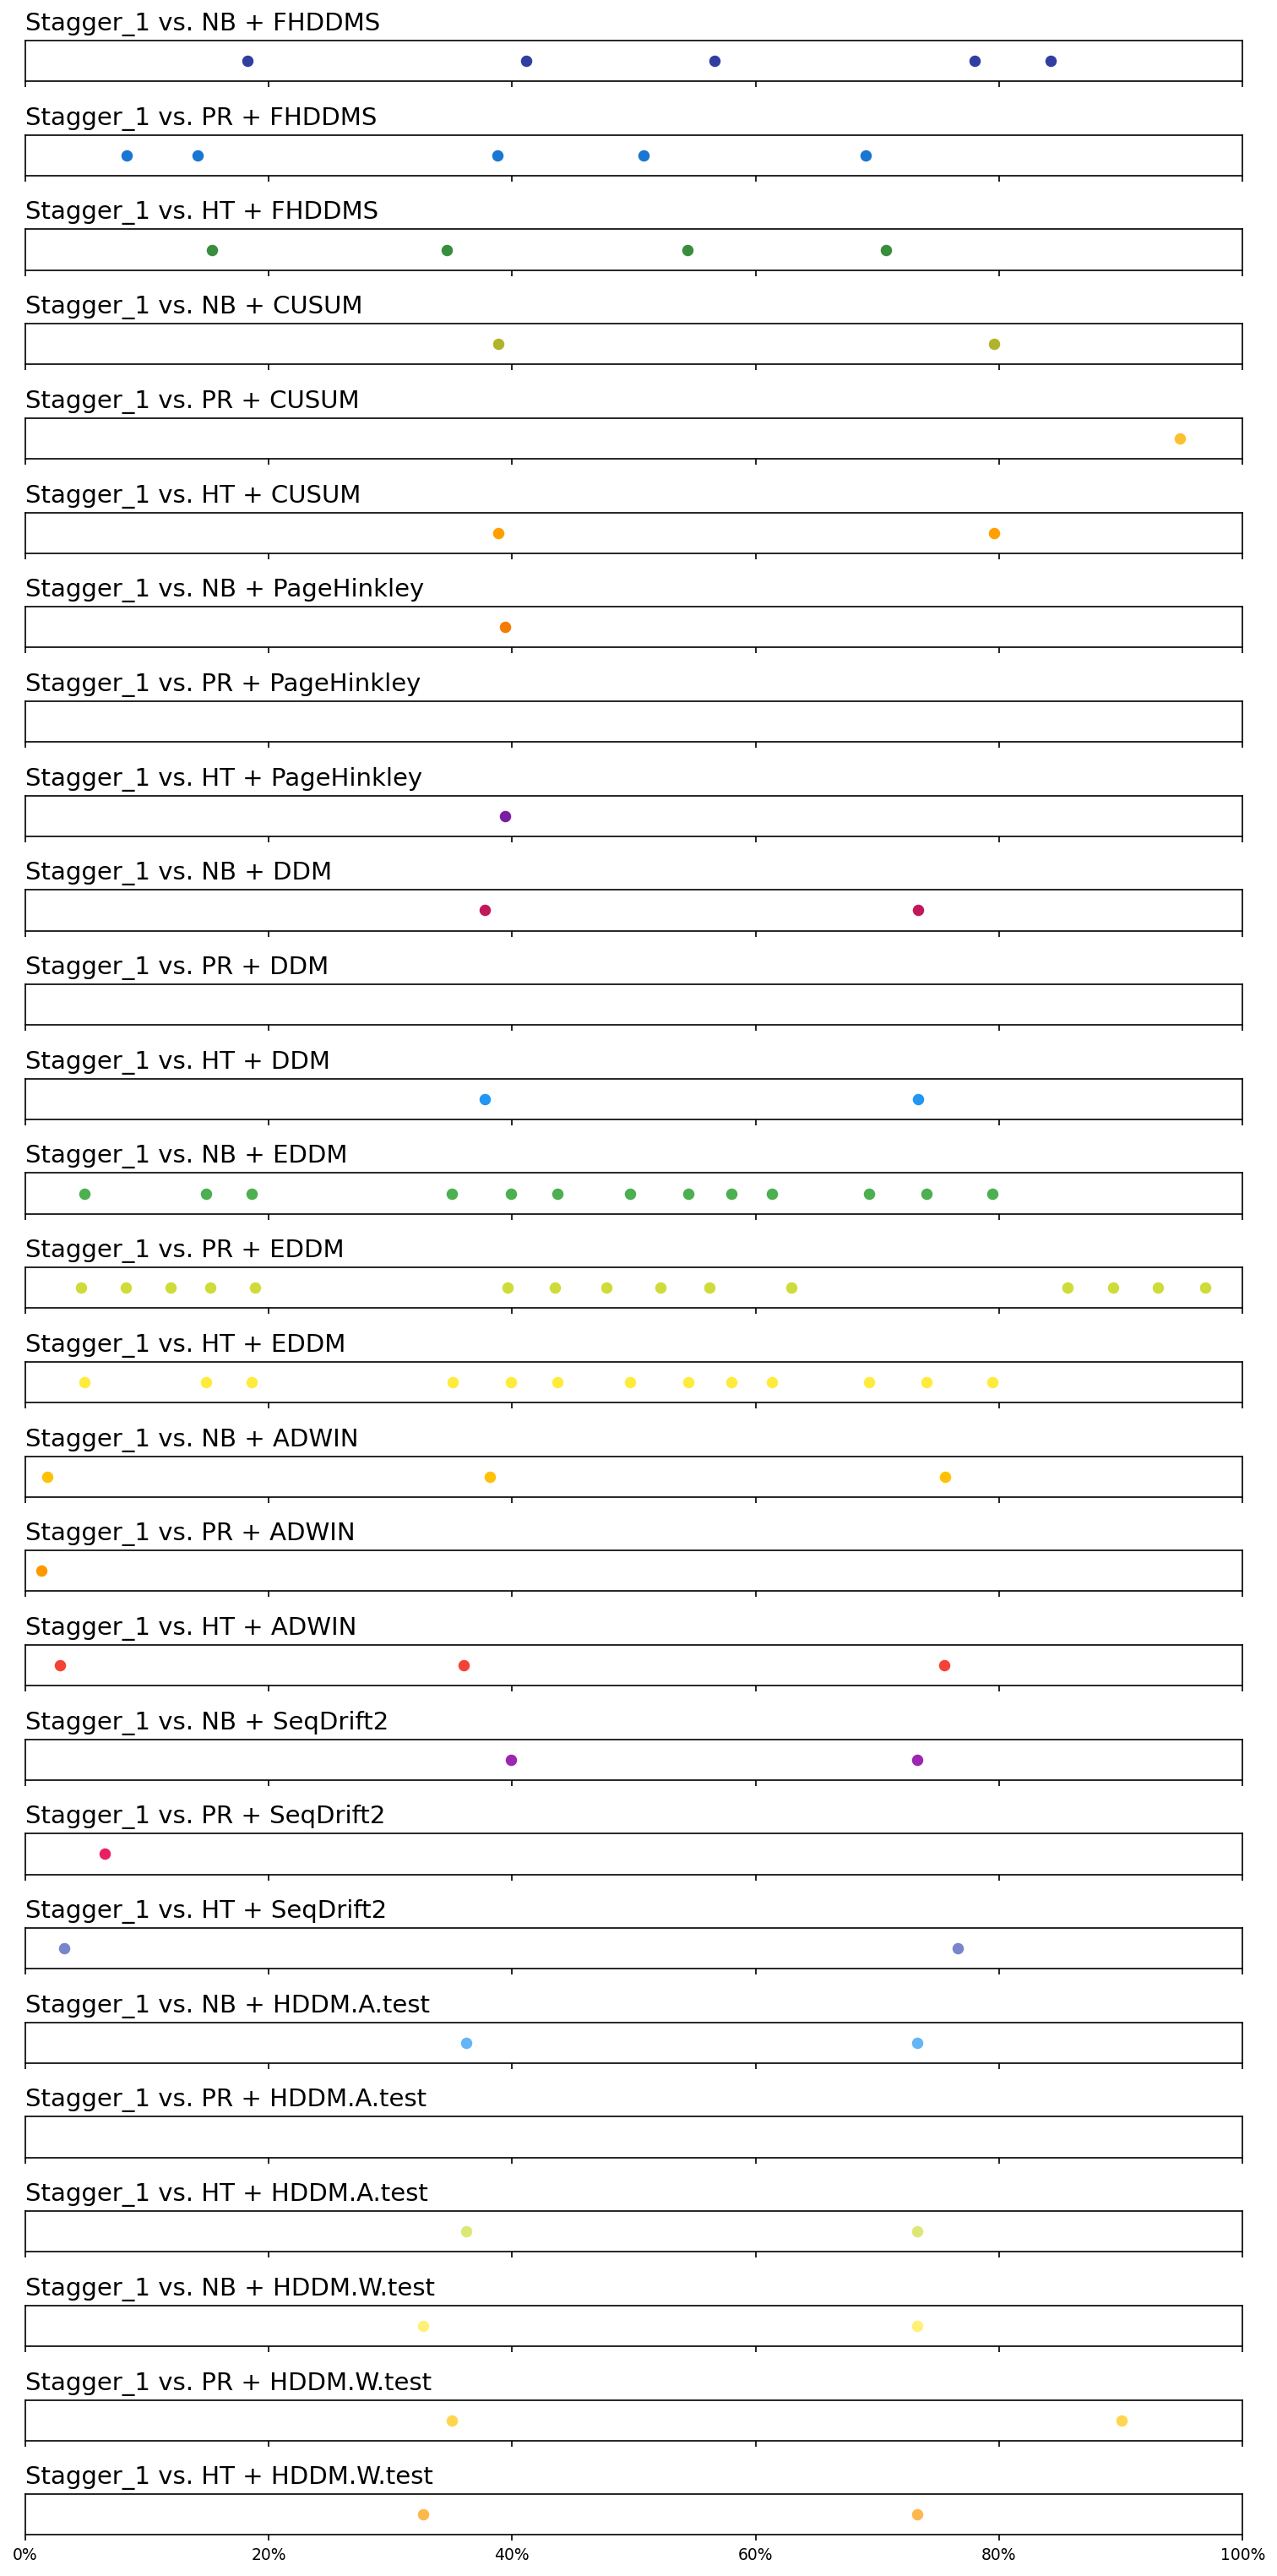 Stagger_1 vs. NB + FHDDMS
Stagger_1 vs. PR + FHDDMS
Stagger_1 vs. HT + FHDDMS
Stagger_1 vs. NB + CUSUM
Stagger_1 vs. PR + CUSUM
Stagger_1 vs. HT + CUSUM
Stagger_1 vs. NB + PageHinkley
Stagger_1 vs. PR + PageHinkley
Stagger_1 vs. HT + PageHinkley
Stagger_1 vs. NB + DDM
Stagger_1 vs. PR + DDM
Stagger_1 vs. HT + DDM
Stagger_1 vs. NB + EDDM
Stagger_1 vs. PR + EDDM
Stagger_1 vs. HT + EDDM
Stagger_1 vs. NB + ADWIN
Stagger_1 vs. PR + ADWIN
Stagger_1 vs. HT + ADWIN
Stagger_1 vs. NB + SeqDrift2
Stagger_1 vs. PR + SeqDrift2
Stagger_1 vs. HT + SeqDrift2
Stagger_1 vs. NB + HDDM.A.test
Stagger_1 vs. PR + HDDM.A.test
Stagger_1 vs. HT + HDDM.A.test
Stagger_1 vs. NB + HDDM.W.test
Stagger_1 vs. PR + HDDM.W.test
Stagger_1 vs. HT + HDDM.W.test
0% 20% 40% 60% 80% 100%